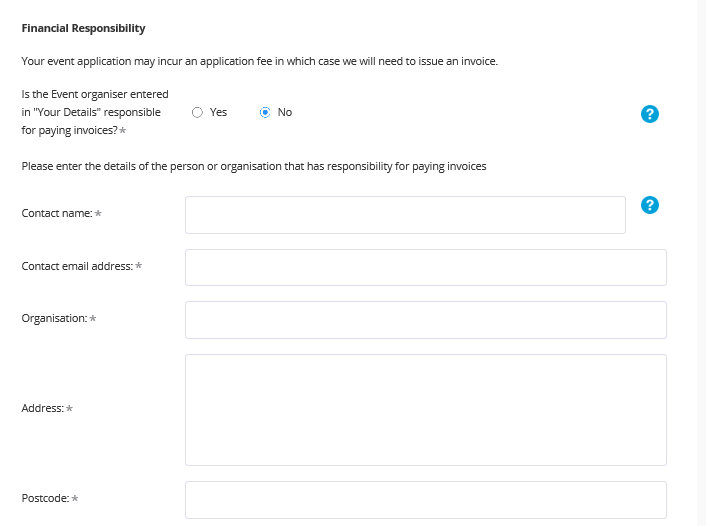 Financial Responsibility
Your event application may incur an application fee in which case we will need to issue an invoice.
Is the Event organiser entered
in "Your Details" responsible
for paying invoices?*
Yes
No
?
Please enter the details of the person or organisation that has responsibility for paying invoices
Contact name:*
?
Contact email address:*
Organisation:*
Address:*
Postcode:*